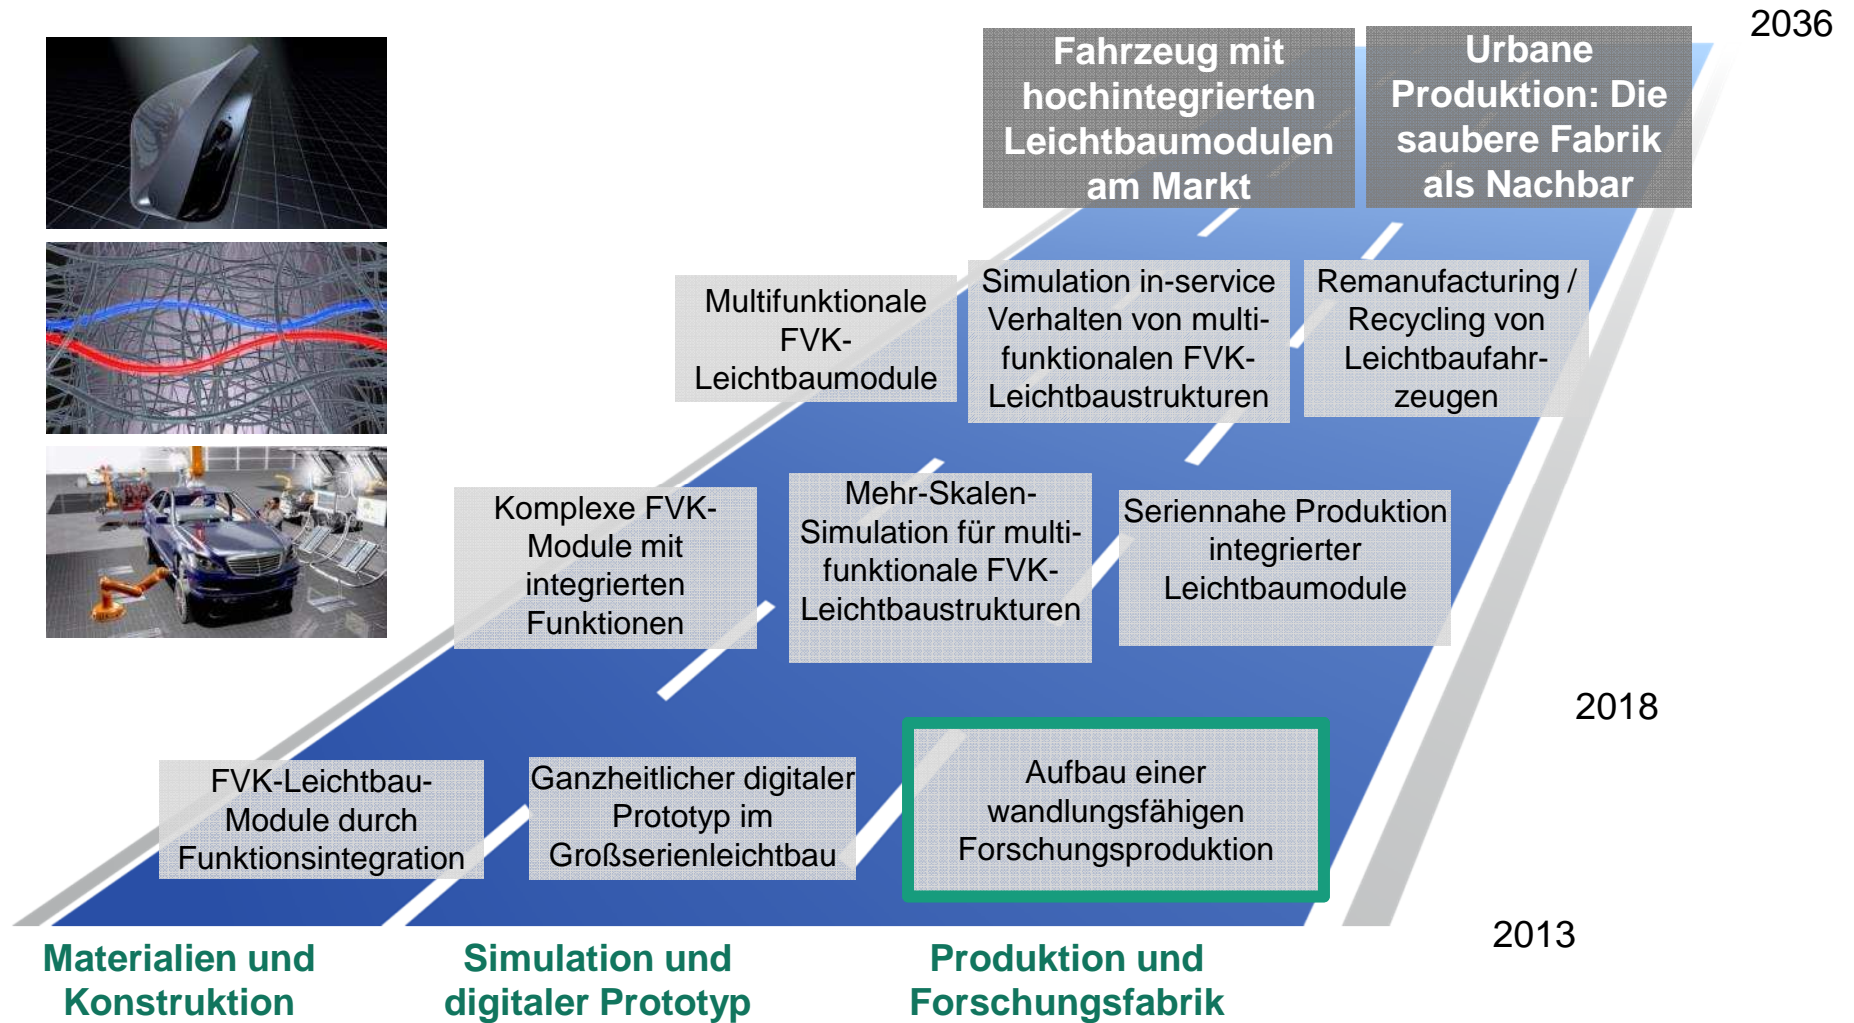 2036
Fahrzeug mit
hochintegrierten
Leichtbaumodulen
am Markt
Urbane
Produktion: Die
saubere Fabrik
als Nachbar
Multifunktionale
FVK-
Leichtbaumodule
Simulation in-service
Verhalten von multi-
funktionalen FVK-
Leichtbaustrukturen
Remanufacturing /
Recycling von
Leichtbaufahr-
zeugen
Komplexe FVK-
Module mit
integrierten
Funktionen
Mehr-Skalen-
Simulation für multi-
funktionale FVK-
Leichtbaustrukturen
Seriennahe Produktion
integrierter
Leichtbaumodule
2018
FVK-Leichtbau-
Module durch
Funktionsintegration
Ganzheitlicher digitaler
Prototyp im
Großserienleichtbau
Aufbau einer
wandlungsfähigen
Forschungsproduktion
2013
Materialien und
Konstruktion
Simulation und
digitaler Prototyp
Produktion und
Forschungsfabrik